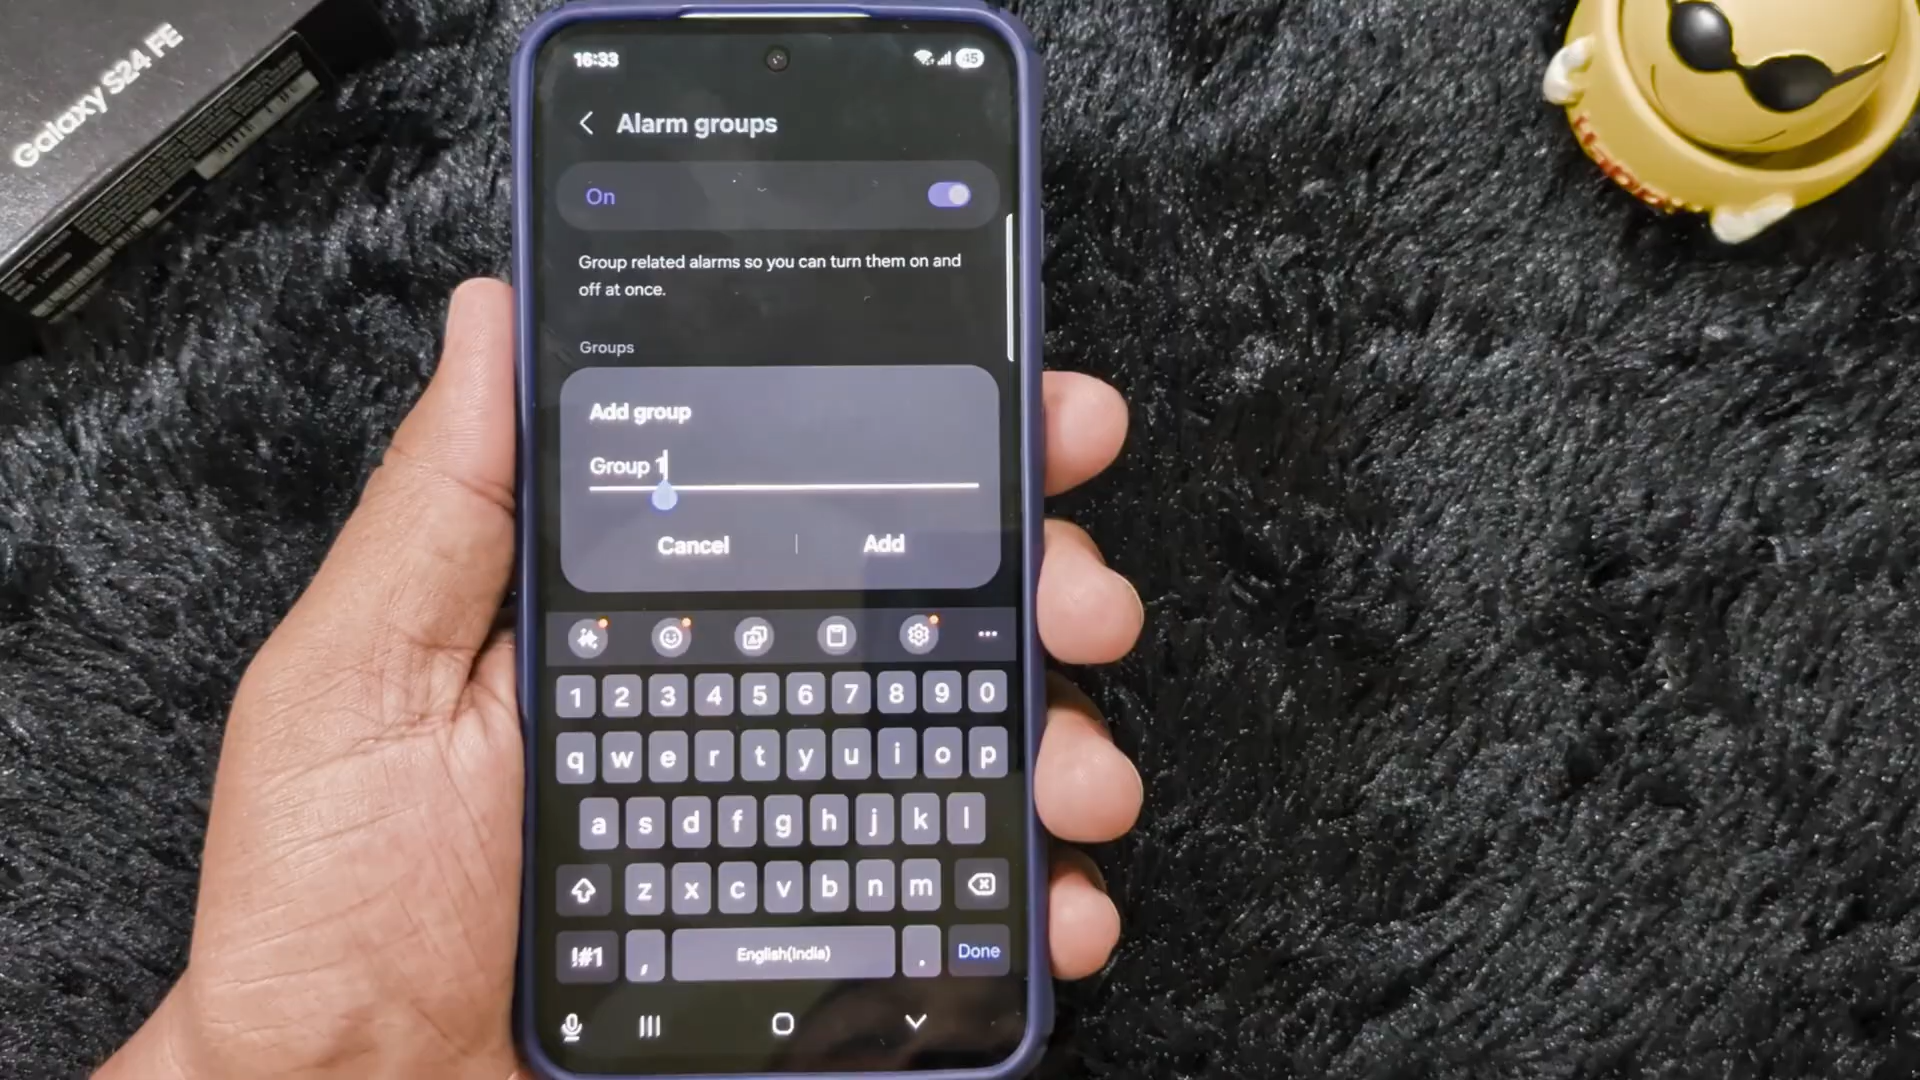 Galaxy S24 FE
16:33
45
Alarm groups
On
Group related alarms so you can turn them on and
off at once.
Groups
Add group
Group 1
Cancel | Add
1 2 3 4 5 6 7 8 9 0
q w e r t y u i o p
a s d f g h j k l
z x c v b n m
!#1 , English(India) . Done